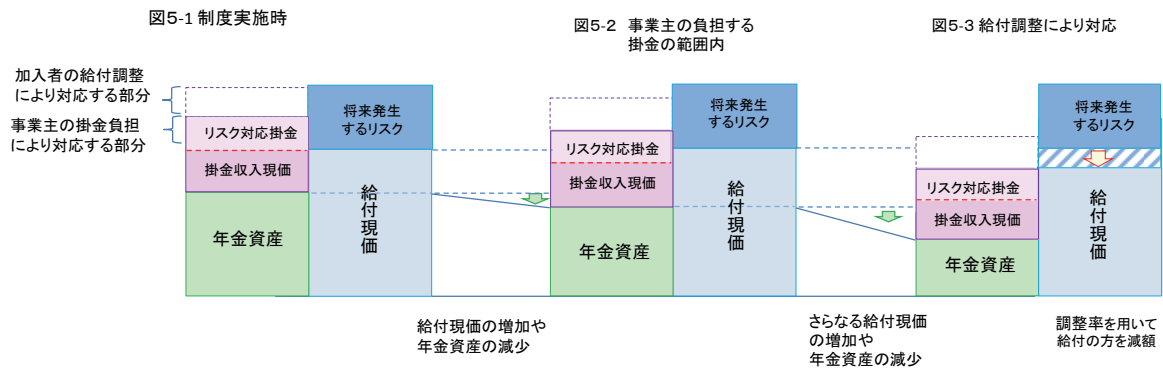 図5-1 制度実施時
加入者の給付調整
により対応する部分
事業主の掛金負担
により対応する部分
リスク対応掛金
掛金収入現価
年金資産
将来発生
するリスク
給付現価
給付現価の増加や
年金資産の減少
図5-2 事業主の負担する
掛金の範囲内
リスク対応掛金
掛金収入現価
年金資産
将来発生
するリスク
給付現価
さらなる給付現価
の増加や
年金資産の減少
図5-3 給付調整により対応
リスク対応掛金
掛金収入現価
年金資産
将来発生
するリスク
給付現価
調整率を用いて
給付の方を減額